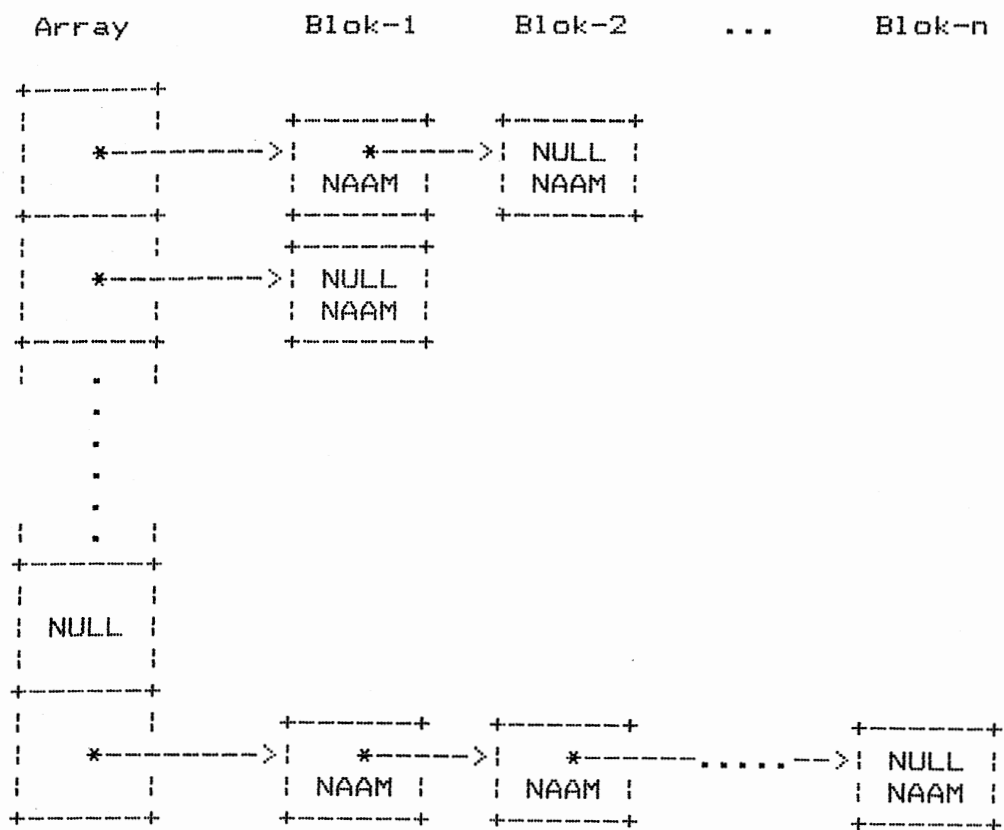 Array Blok-1 Blok-2 ... Blok-n
+---------+
¦ ¦ +--------+ +--------+
¦ *----------->¦ *------->¦ NULL ¦
¦ ¦ ¦ NAAM ¦ ¦ NAAM ¦
+---------+ +--------+ +--------+
¦ ¦ +--------+
¦ *----------->¦ NULL ¦
¦ ¦ ¦ NAAM ¦
+---------+ +--------+
¦ . ¦
.
.
.
.
¦ . ¦
+---------+
¦ ¦
¦ NULL ¦
¦ ¦
+---------+
¦ ¦ +--------+ +--------+ +--------+
¦ *----------->¦ *------->¦ *-------.....-->¦ NULL ¦
¦ ¦ ¦ NAAM ¦ ¦ NAAM ¦ ¦ NAAM ¦
+---------+ +--------+ +--------+ +--------+